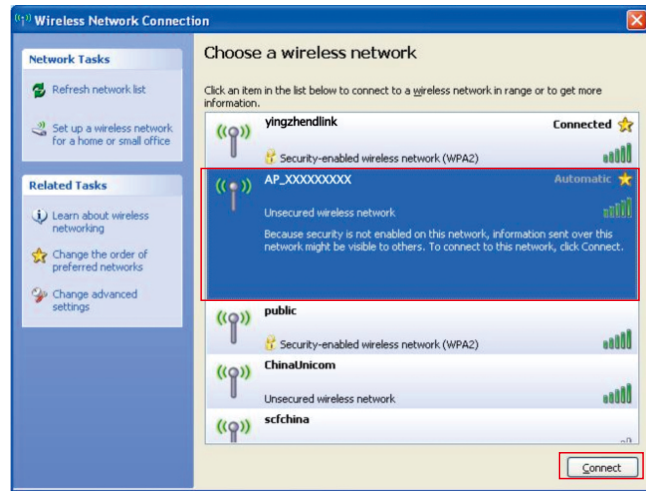 Wireless Network Connection
Network Tasks
Refresh network list
Set up a wireless network
for a home or small office
Related Tasks
Learn about wireless
networking
Change the order of
preferred networks
Change advanced
settings
Choose a wireless network
Click an item in the list below to connect to a wireless network in range or to get more
information.
yingzhendlink
Connected
Security-enabled wireless network (WPA2)
AP_XXXXXXXXX
Automatic
Unsecured wireless network
Because security is not enabled on this network, information sent over this
network might be visible to others. To connect to this network, click Connect.
public
Security-enabled wireless network (WPA2)
ChinaUnicom
Unsecured wireless network
scfchina
Connect